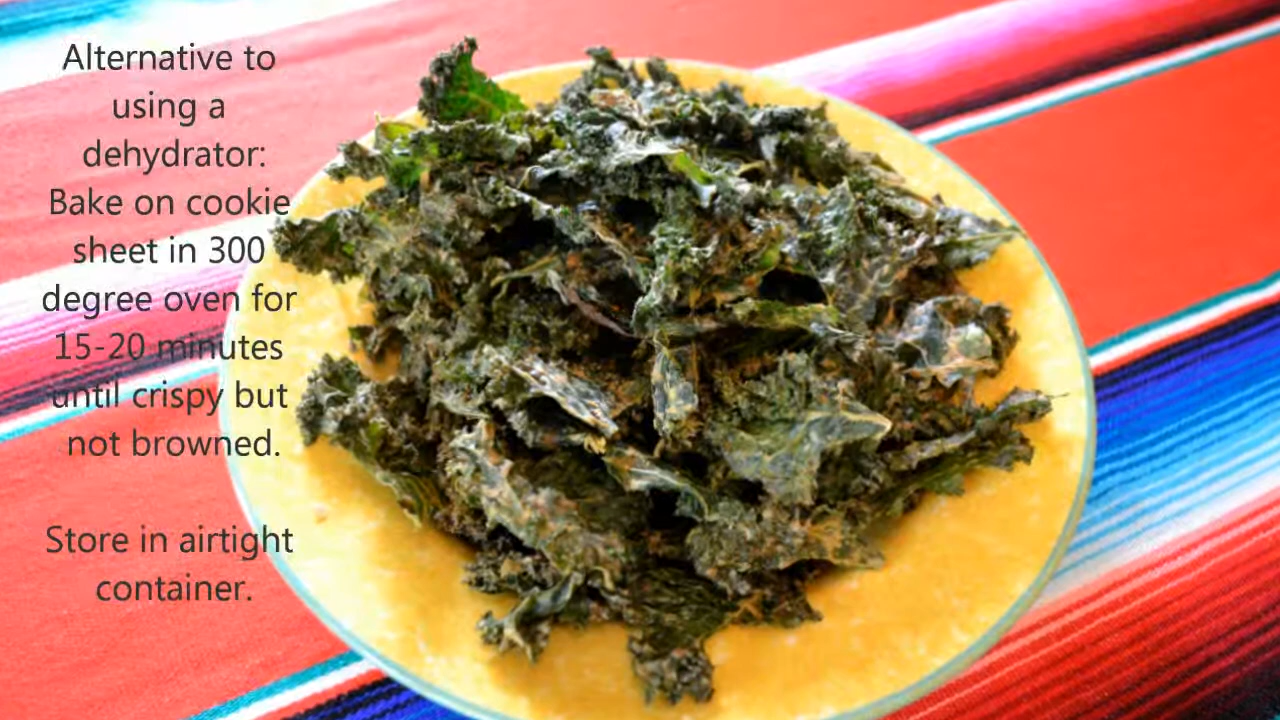 Alternative to
using a
dehydrator:
Bake on cookie
sheet in 300
degree oven for
15-20 minutes
until crispy but
not browned.
Store in airtight
container.